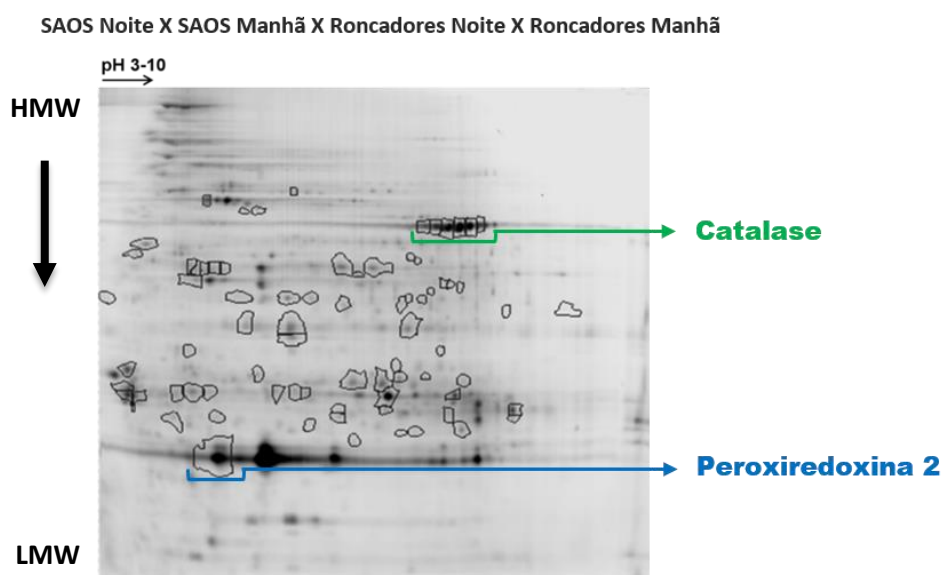 SAOS Noite X SAOS Manhã X Roncadores Noite X Roncadores Manhã
pH 3-10
HMW
Catalase
Peroxiredoxina 2
LMW